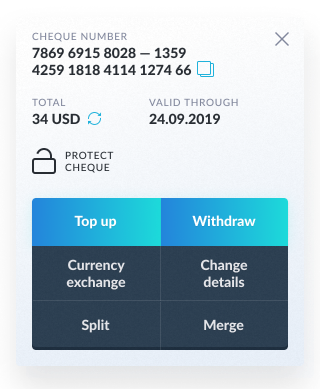 CHEQUE NUMBER
7869 6915 8028 — 1359
4259 1818 4114 1274 66
TOTAL
VALID THROUGH
34 USD
24.09.2019
PROTECT
CHEQUE
Top up
Withdraw
Currency
exchange
Change
details
Split
Merge